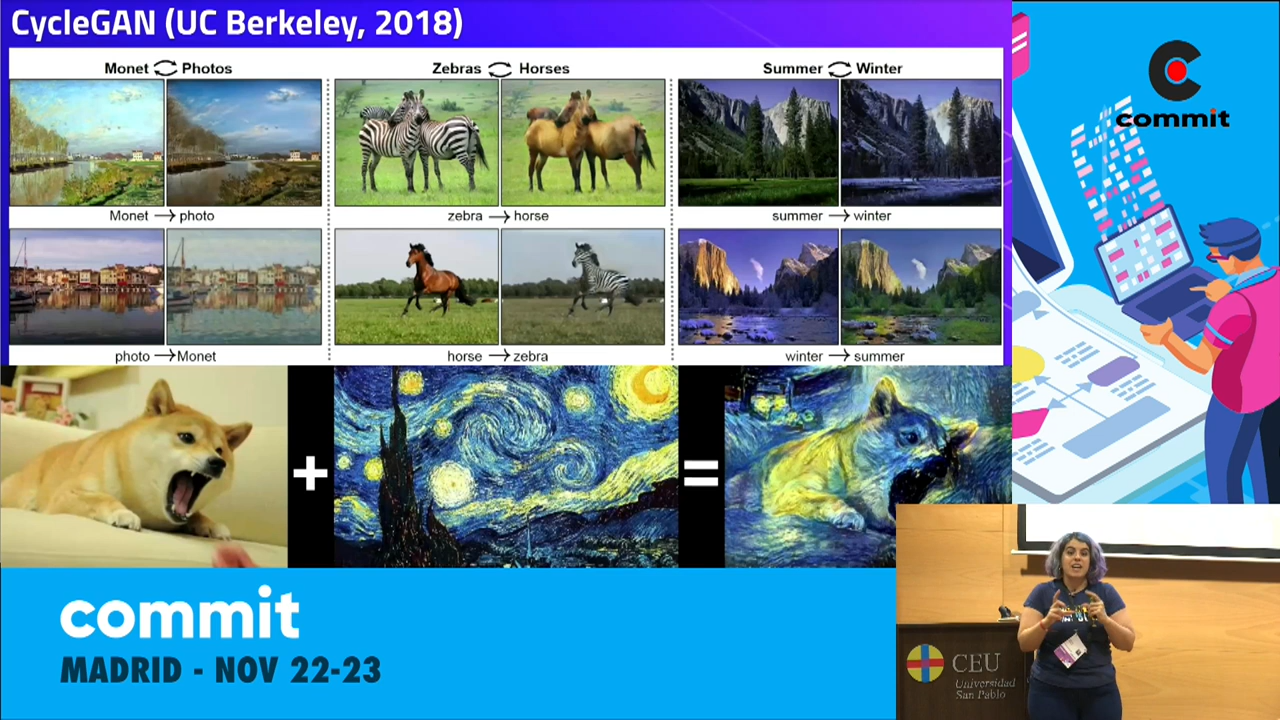 CycleGAN (UC Berkeley, 2018)
Monet Photos
Zebras Horses
Summer Winter
Monet → photo
zebra → horse
summer → winter
photo → Monet
horse → zebra
winter → summer
+
=
commit
commit
MADRID - NOV 22-23
CEU
Universidad
San Pablo